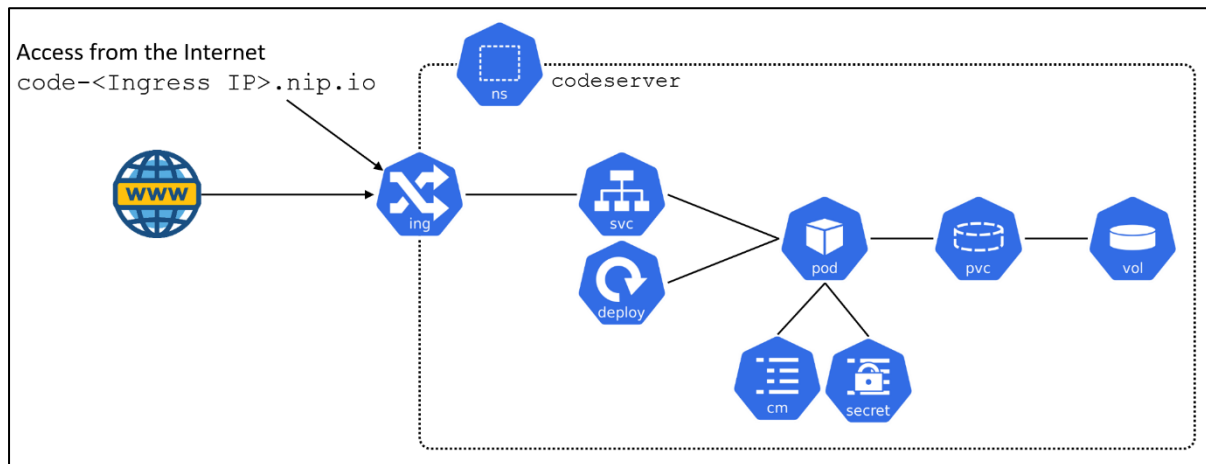 Access from the Internet
code-<Ingress IP>.nip.io
ns
codeserver
www
ing
svc
deploy
pod
pvc
vol
cm
secret